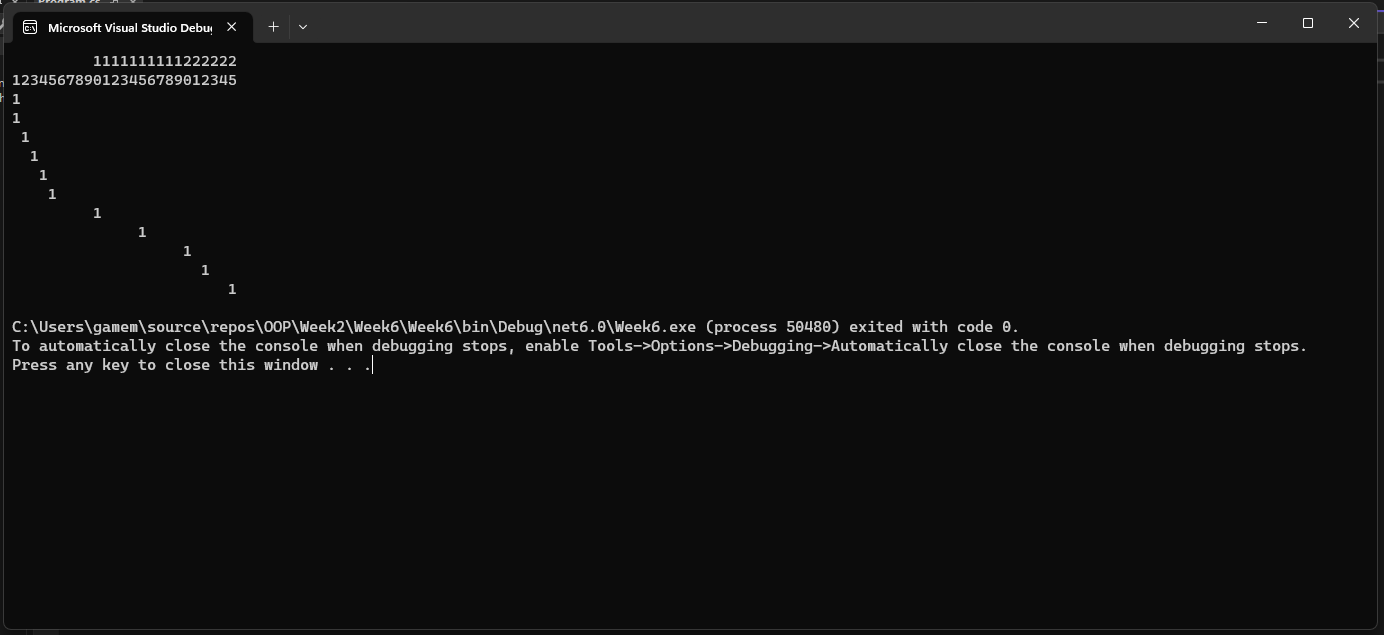 Program.cs
Microsoft Visual Studio Debu
         1111111111222222
1234567890123456789012345
1
1
 1
  1
   1
    1
         1
              1
                   1
                     1
                        1
C:\Users\gamem\source\repos\OOP\Week2\Week6\Week6\bin\Debug\net6.0\Week6.exe (process 50480) exited with code 0.
To automatically close the console when debugging stops, enable Tools->Options->Debugging->Automatically close the console when debugging stops.
Press any key to close this window . . .